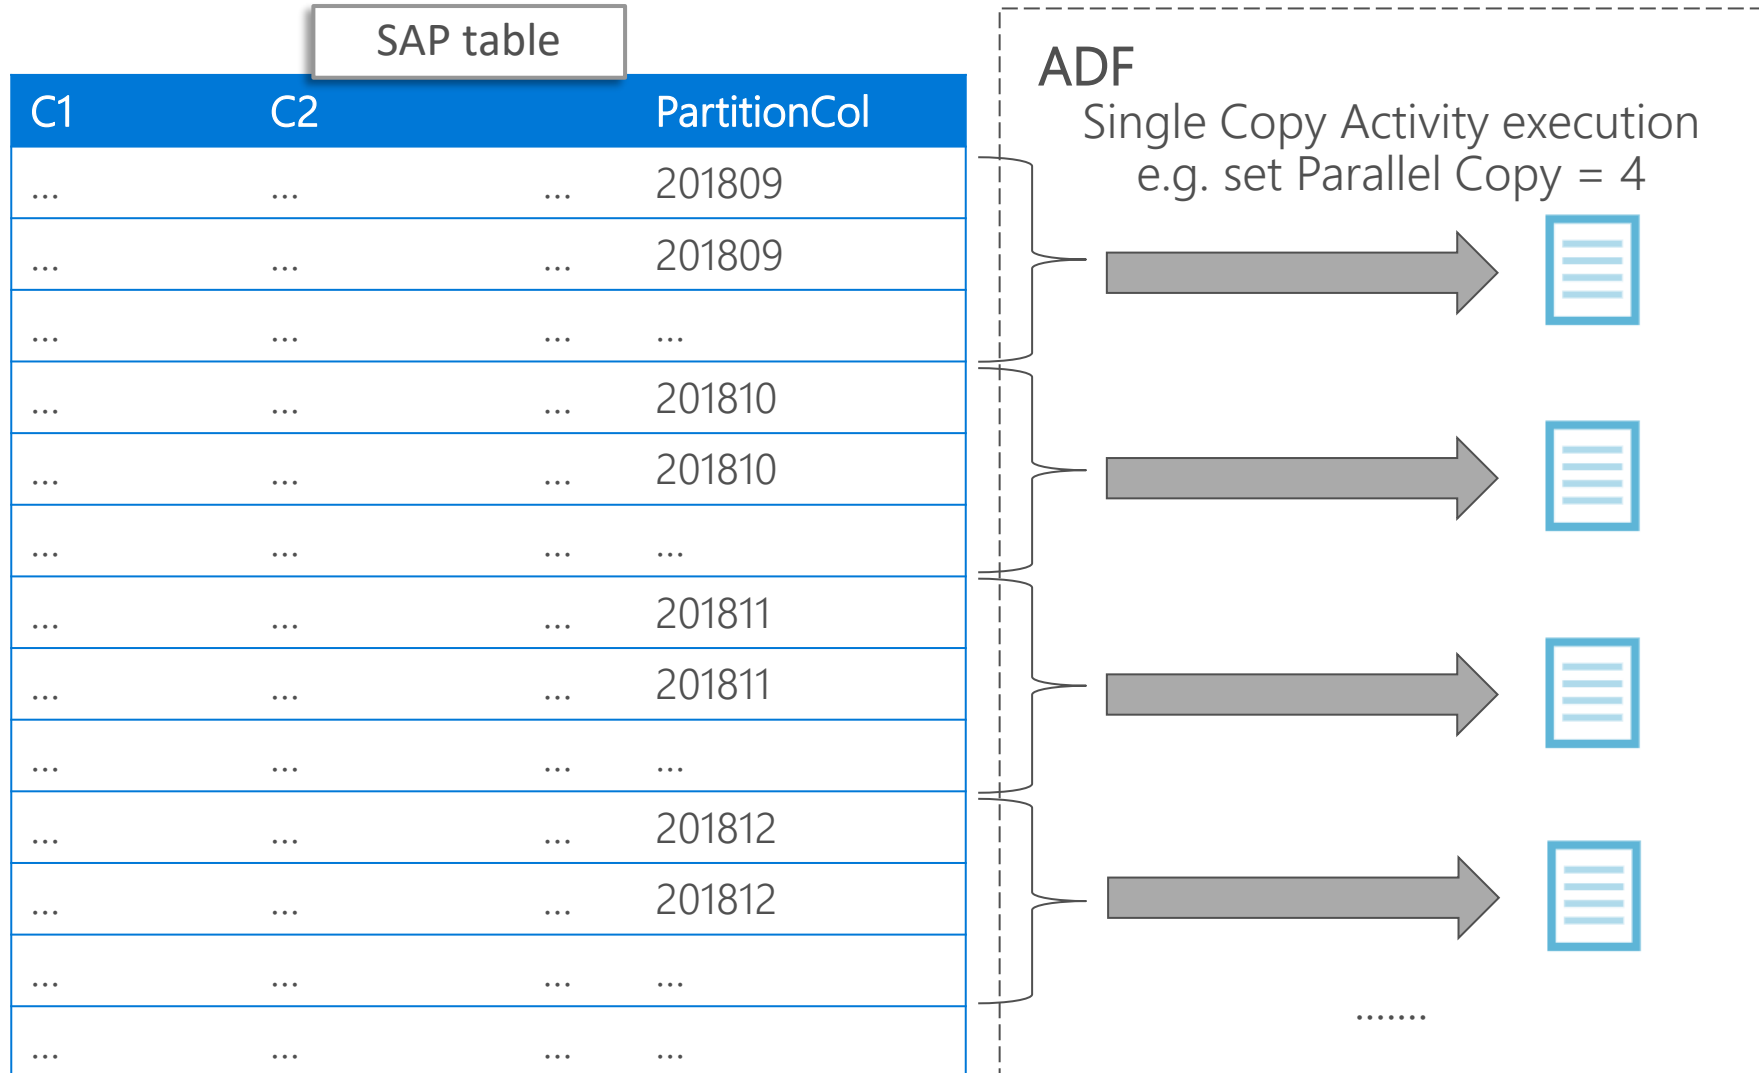 SAP table
C1 C2 PartitionCol
... ... ... 201809
... ... ... 201809
... ... ... ...
... ... ... 201810
... ... ... 201810
... ... ... ...
... ... ... 201811
... ... ... 201811
... ... ... ...
... ... ... 201812
... ... ... 201812
... ... ... ...
... ... ... ...
ADF
Single Copy Activity execution
e.g. set Parallel Copy = 4
.......